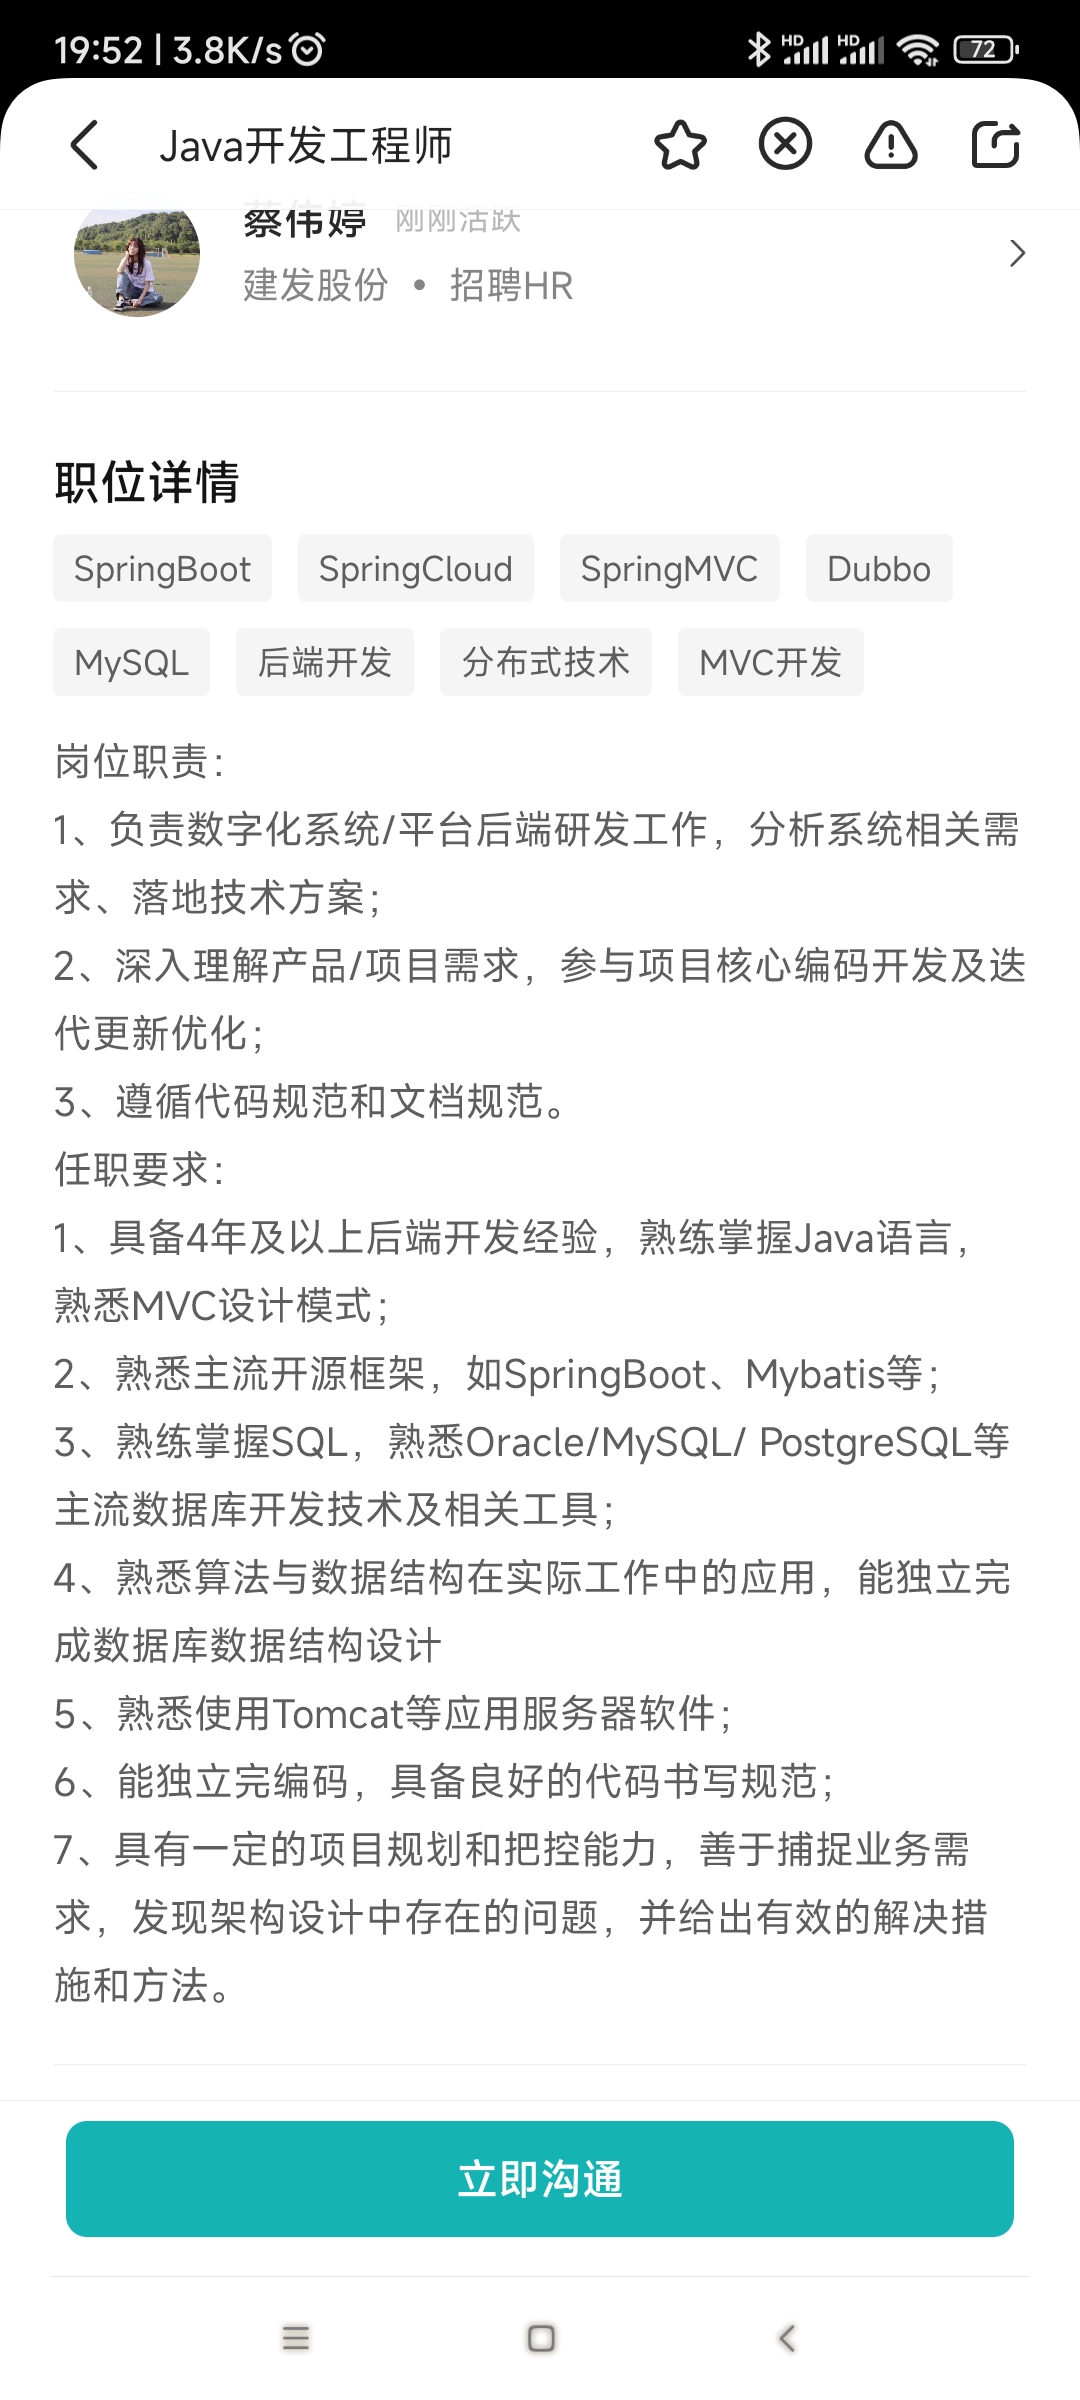 19:52 | 3.8K/s
HD HD 72
Java开发工程师
蔡伟婷 刚刚活跃
建发股份 • 招聘HR
职位详情
SpringBoot SpringCloud SpringMVC Dubbo
MySQL 后端开发 分布式技术 MVC开发
岗位职责：
1、负责数字化系统/平台后端研发工作，分析系统相关需
求、落地技术方案；
2、深入理解产品/项目需求，参与项目核心编码开发及迭
代更新优化；
3、遵循代码规范和文档规范。
任职要求：
1、具备4年及以上后端开发经验，熟练掌握Java语言，
熟悉MVC设计模式；
2、熟悉主流开源框架，如SpringBoot、Mybatis等；
3、熟练掌握SQL，熟悉Oracle/MySQL/ PostgreSQL等
主流数据库开发技术及相关工具；
4、熟悉算法与数据结构在实际工作中的应用，能独立完
成数据库数据结构设计
5、熟悉使用Tomcat等应用服务器软件；
6、能独立完编码，具备良好的代码书写规范；
7、具有一定的项目规划和把控能力，善于捕捉业务需
求，发现架构设计中存在的问题，并给出有效的解决措
施和方法。
立即沟通